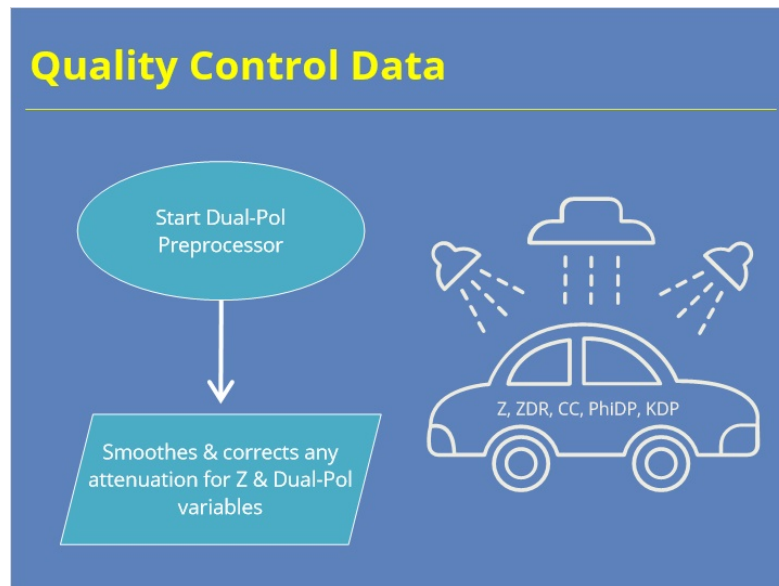 Quality Control Data
Start Dual-Pol
Preprocessor
Smoothes & corrects any
attenuation for Z & Dual-Pol
variables
Z, ZDR, CC, PhiDP, KDP